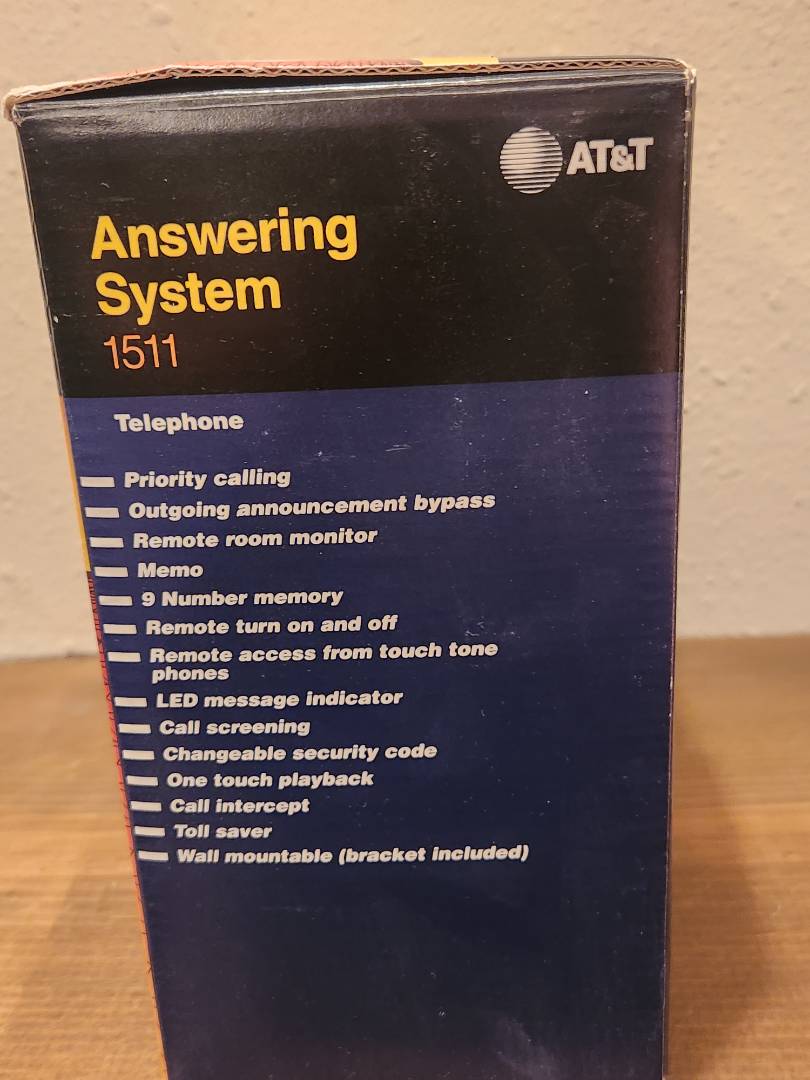 AT&T
Answering
System
1511
Telephone
Priority calling
Outgoing announcement bypass
Remote room monitor
Memo
9 Number memory
Remote turn on and off
Remote access from touch tone
phones
LED message indicator
Call screening
Changeable security code
One touch playback
Call intercept
Toll saver
Wall mountable (bracket included)